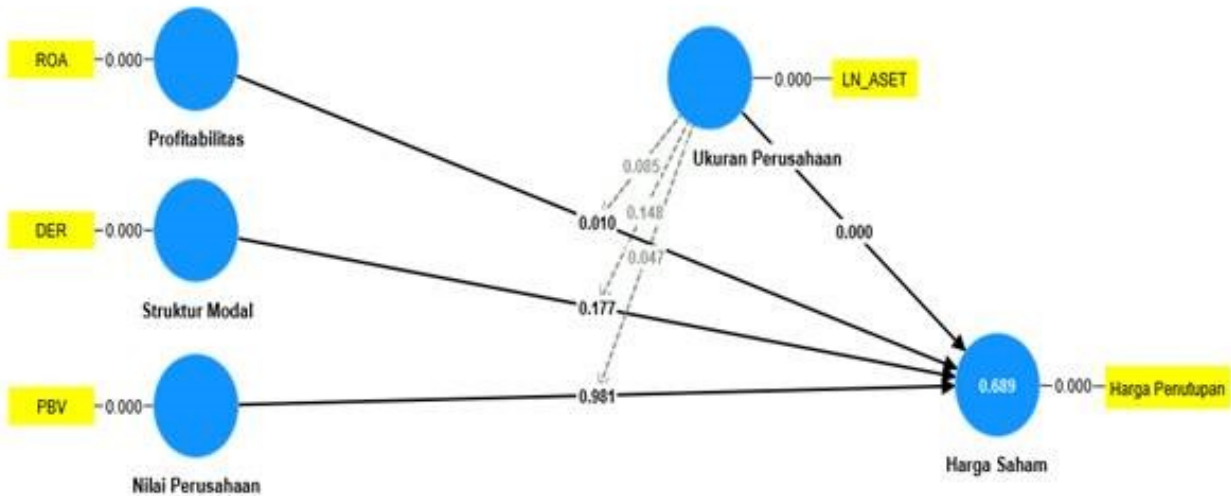 ROA
0.000
Profitabilitas
0.000
LN_ASET
Ukuran Perusahaan
0.085
0.148
0.047
0.010
0.000
DER
0.000
Struktur Modal
0.177
PBV
0.000
Nilai Perusahaan
0.981
0.689
0.000
Harga Penutupan
Harga Saham